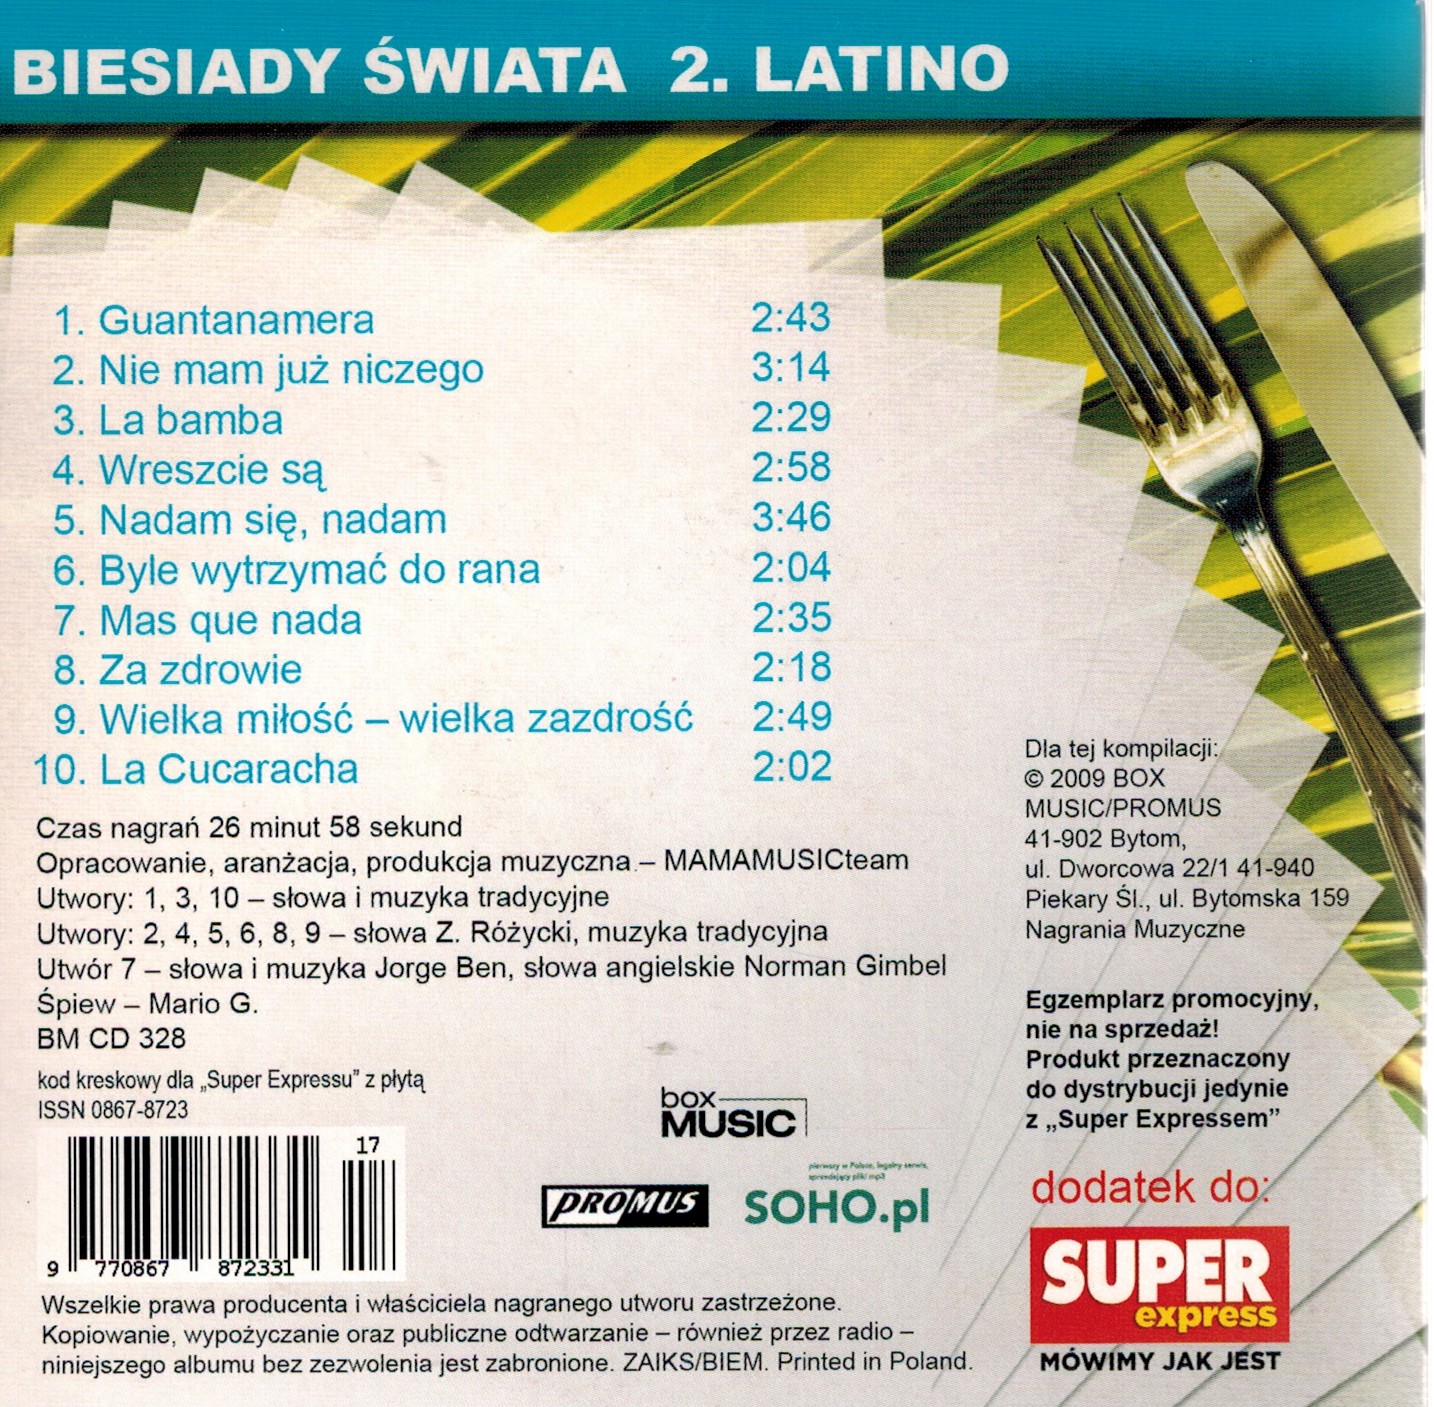 BIESIADY ŚWIATA 2. LATINO
1. Guantanamera 2:43
2. Nie mam już niczego 3:14
3. La bamba 2:29
4. Wreszcie są 2:58
5. Nadam się, nadam 3:46
6. Byle wytrzymać do rana 2:04
7. Mas que nada 2:35
8. Za zdrowie 2:18
9. Wielka miłość – wielka zazdrość 2:49
10. La Cucaracha 2:02
Czas nagrań 26 minut 58 sekund
Opracowanie, aranżacja, produkcja muzyczna – MAMAMUSICteam
Utwory: 1, 3, 10 – słowa i muzyka tradycyjne
Utwory: 2, 4, 5, 6, 8, 9 – słowa Z. Różycki, muzyka tradycyjna
Utwór 7 – słowa i muzyka Jorge Ben, słowa angielskie Norman Gimbel
Śpiew – Mario G.
BM CD 328
kod kreskowy dla „Super Expressu” z płytą
ISSN 0867-8723
17
9 770867 872331
box
MUSIC
PROMUS
pierwszy w Polsce, legalny serwis,
sprzedający pliki mp3
SOHO.pl
Wszelkie prawa producenta i właściciela nagranego utworu zastrzeżone.
Kopiowanie, wypożyczanie oraz publiczne odtwarzanie – również przez radio –
niniejszego albumu bez zezwolenia jest zabronione. ZAIKS/BIEM. Printed in Poland.
Dla tej kompilacji:
© 2009 BOX
MUSIC/PROMUS
41-902 Bytom,
ul. Dworcowa 22/1 41-940
Piekary Śl., ul. Bytomska 159
Nagrania Muzyczne
Egzemplarz promocyjny,
nie na sprzedaż!
Produkt przeznaczony
do dystrybucji jedynie
z „Super Expressem”
dodatek do:
SUPER
express
MÓWIMY JAK JEST